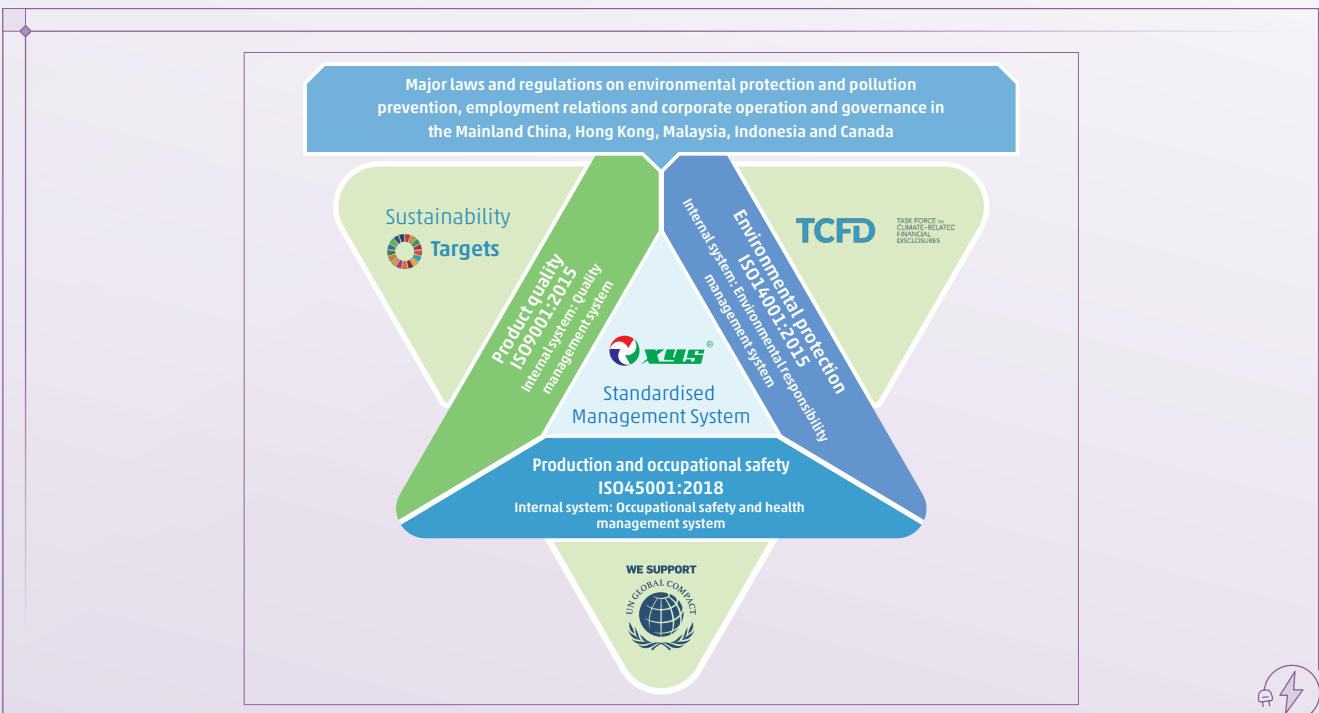 Major laws and regulations on environmental protection and pollution
prevention, employment relations and corporate operation and governance in
the Mainland China, Hong Kong, Malaysia, Indonesia and Canada
Sustainability
Targets
TCFD
TASK FORCE ON
CLIMATE-RELATED
FINANCIAL
DISCLOSURES
Product quality
ISO9001:2015
Internal system: Quality
management system
Environmental protection
ISO14001:2015
Internal system: Environmental responsibility
management system
XYS®
Standardised
Management System
Production and occupational safety
ISO45001:2018
Internal system: Occupational safety and health
management system
WE SUPPORT
UN GLOBAL COMPACT